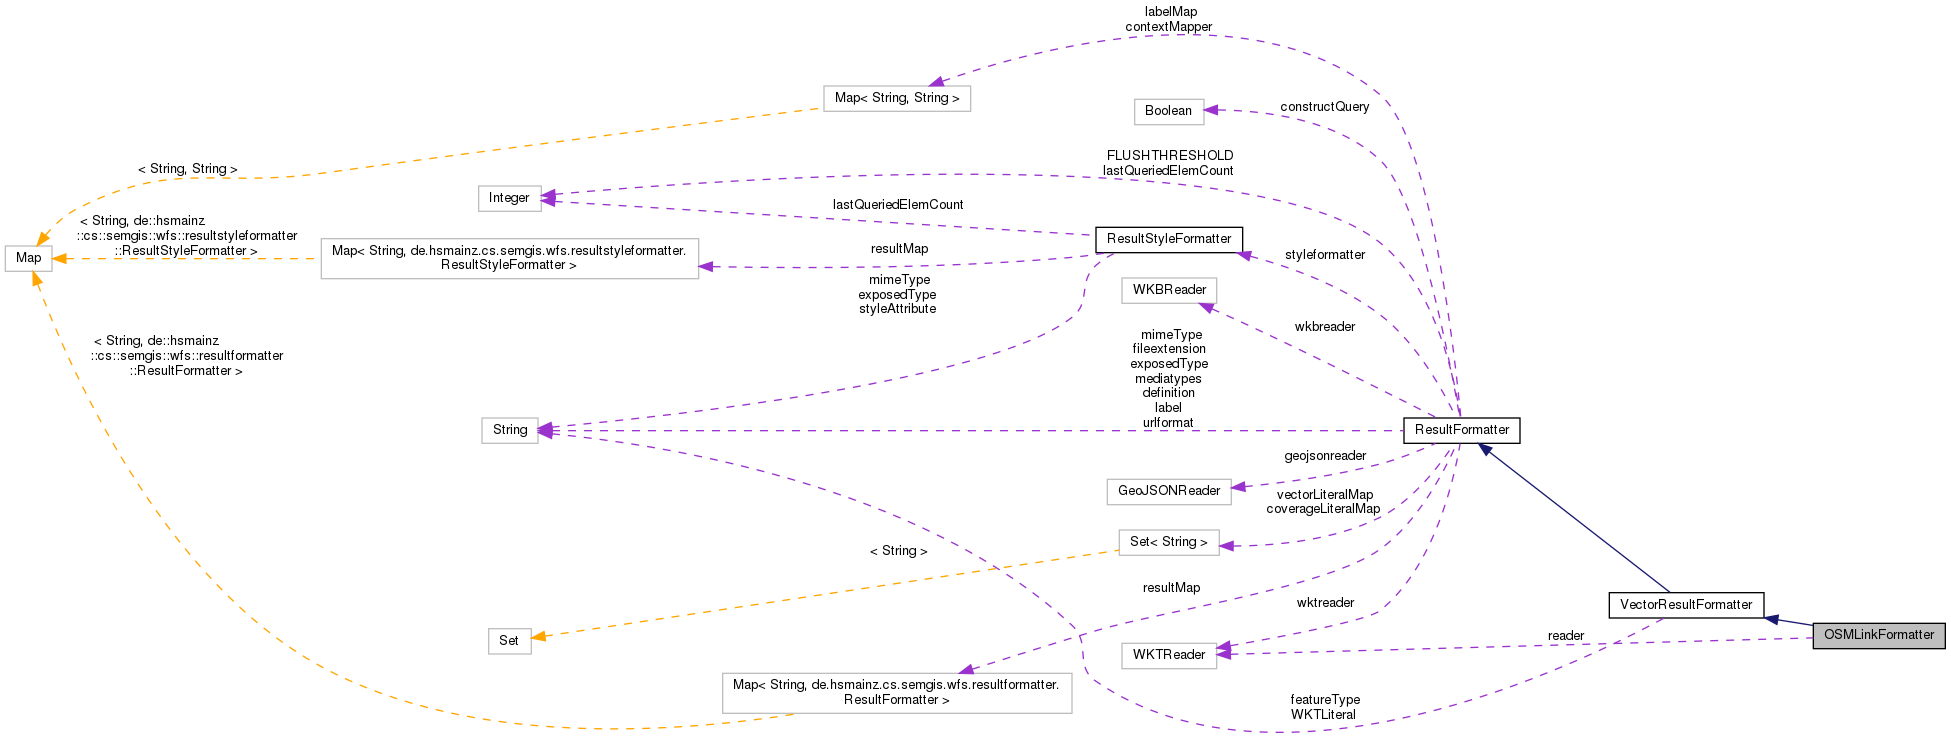 labelMap
contextMapper
Map< String, String >
Boolean
constructQuery
< String, String >
FLUSHTHRESHOLD
lastQueriedElemCount
Integer
lastQueriedElemCount
< String, de::hsmainz
::cs::semgis::wfs::resultstyleformatter
::ResultStyleFormatter >
Map
Map< String, de.hsmainz.cs.semgis.wfs.resultstyleformatter.
ResultStyleFormatter >
resultMap
ResultStyleFormatter
styleformatter
mimeType
exposedType
styleAttribute
WKBReader
wkbreader
< String, de::hsmainz
::cs::semgis::wfs::resultformatter
::ResultFormatter >
mimeType
fileextension
exposedType
mediatypes
definition
label
urlformat
String
ResultFormatter
geojsonreader
GeoJSONReader
vectorLiteralMap
coverageLiteralMap
Set< String >
< String >
resultMap
wktreader
VectorResultFormatter
Set
WKTReader
reader
OSMLinkFormatter
Map< String, de.hsmainz.cs.semgis.wfs.resultformatter.
ResultFormatter >
featureType
WKTLiteral